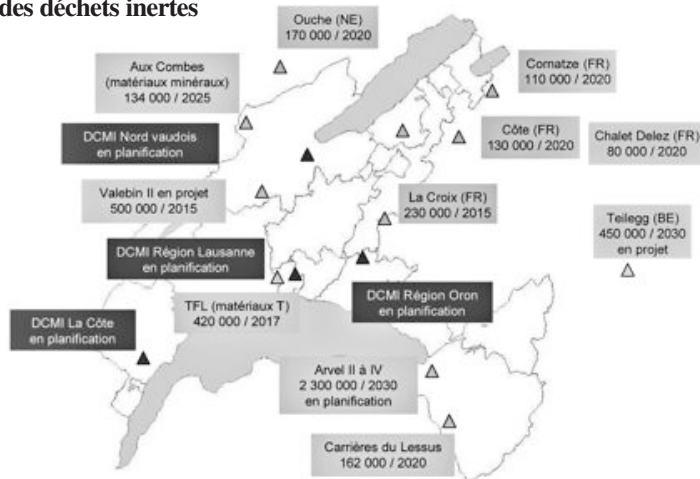 des déchets inertes
Ouche (NE)
170 000 / 2020
Aux Combes
(matériaux minéraux)
134 000 / 2025
Cornatze (FR)
110 000 / 2020
DCMI Nord vaudois
en planification
Côte (FR)
130 000 / 2020
Chalet Delez (FR)
80 000 / 2020
Valebin II en projet
500 000 / 2015
La Croix (FR)
230 000 / 2015
Teilegg (BE)
450 000 / 2030
en projet
DCMI Région Lausanne
en planification
DCMI Région Oron
en planification
TFL (matériaux T)
420 000 / 2017
DCMI La Côte
en planification
Arvel II à IV
2 300 000 / 2030
en planification
Carrières du Lessus
162 000 / 2020